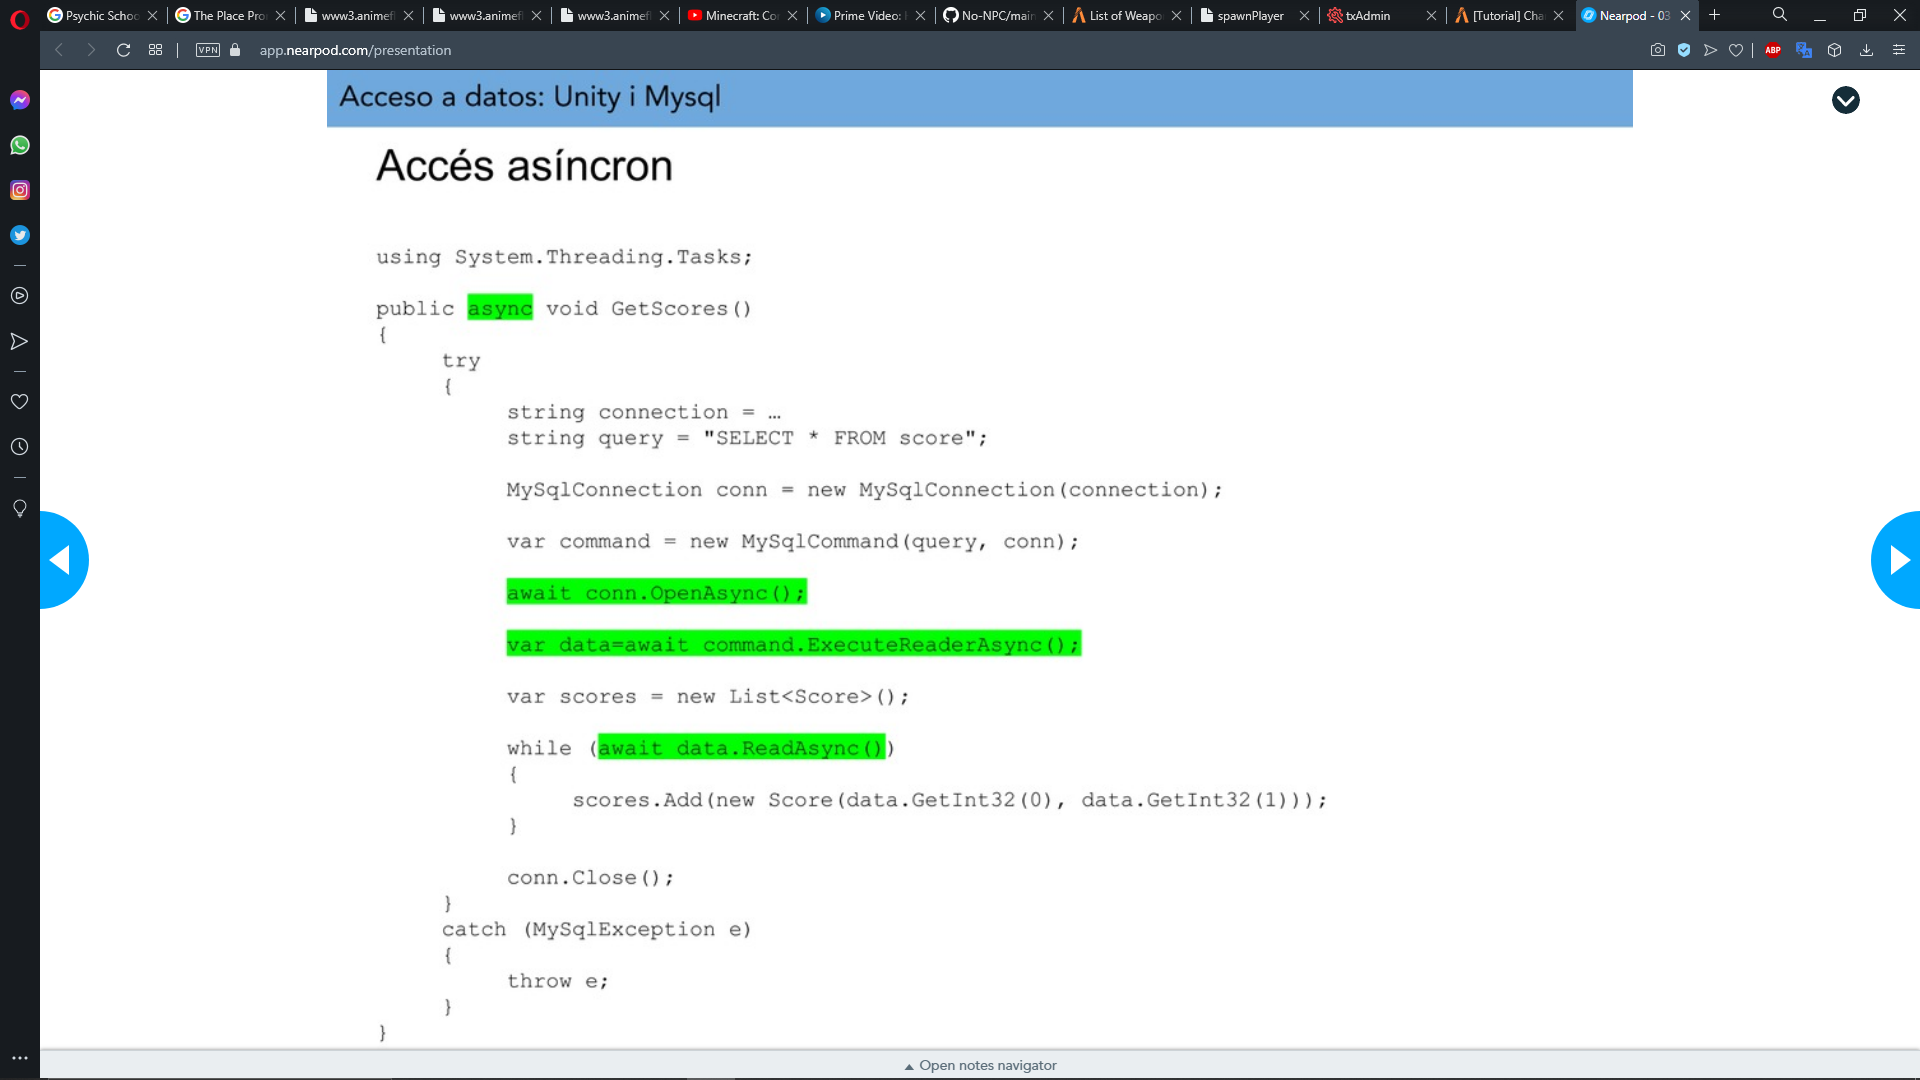 Psychic Schoo
The Place Pro
www3.animefl
www3.animefl
www3.animefl
Minecraft: Co
Prime Video:
No-NPC/main
List of Weapo
spawnPlayer
txAdmin
[Tutorial] Cha
Nearpod - 03
VPN
app.nearpod.com/presentation
ABP
Acceso a datos: Unity i Mysql
Accés asíncron
using System.Threading.Tasks;
public async void GetScores()
{
try
{
string connection = …
string query = "SELECT * FROM score";
MySqlConnection conn = new MySqlConnection(connection);
var command = new MySqlCommand(query, conn);
await conn.OpenAsync();
var data=await command.ExecuteReaderAsync();
var scores = new List<Score>();
while (await data.ReadAsync())
{
scores.Add(new Score(data.GetInt32(0), data.GetInt32(1)));
}
conn.Close();
}
catch (MySqlException e)
{
throw e;
}
}
Open notes navigator